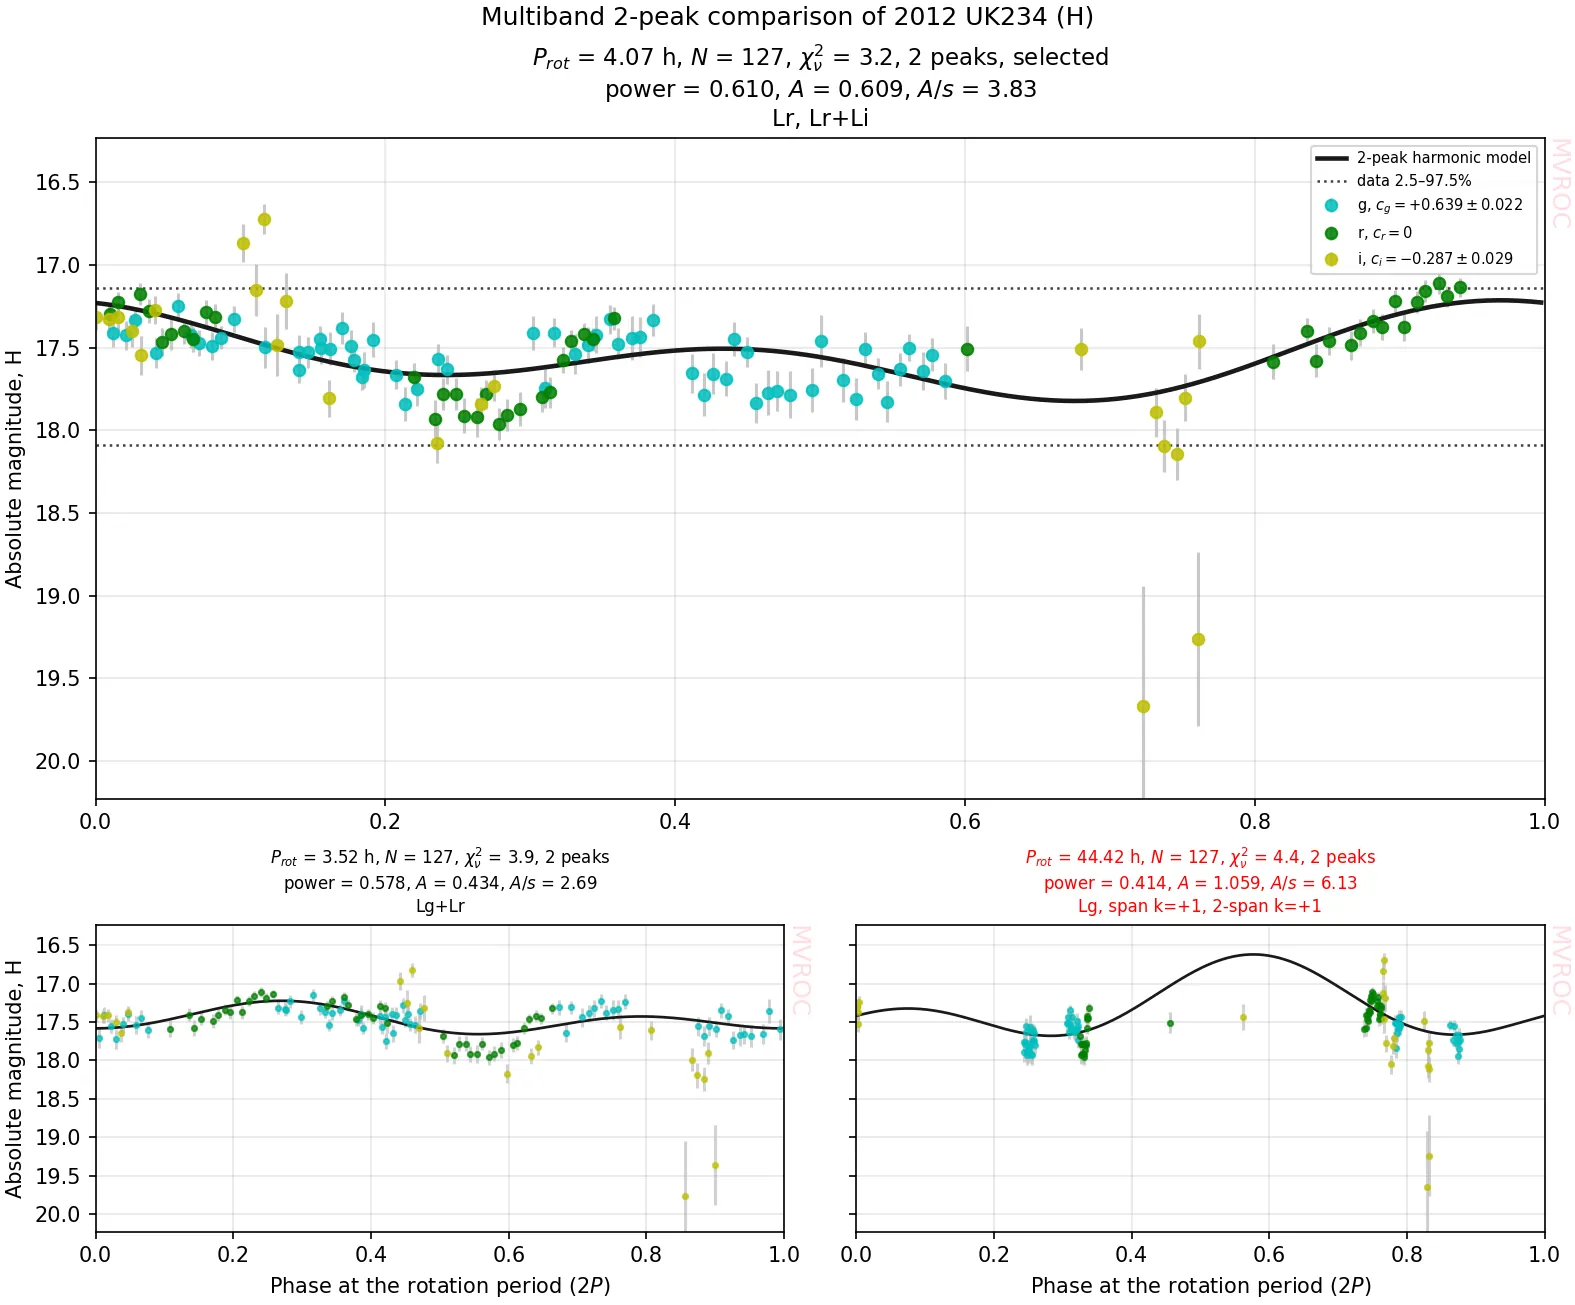 Multiband 2-peak comparison of 2012 UK234 (H)
P_rot = 4.07 h, N = 127, χ²_ν = 3.2, 2 peaks, selected
power = 0.610, A = 0.609, A/s = 3.83
Lr, Lr+Li
2-peak harmonic model
data 2.5–97.5%
g, c_g = +0.639 ± 0.022
r, c_r = 0
i, c_i = −0.287 ± 0.029
MVROC
Absolute magnitude, H
16.5
17.0
17.5
18.0
18.5
19.0
19.5
20.0
0.0 0.2 0.4 0.6 0.8 1.0
P_rot = 3.52 h, N = 127, χ²_ν = 3.9, 2 peaks
power = 0.578, A = 0.434, A/s = 2.69
Lg+Lr
MVROC
Absolute magnitude, H
16.5
17.0
17.5
18.0
18.5
19.0
19.5
20.0
0.0 0.2 0.4 0.6 0.8 1.0
Phase at the rotation period (2P)
P_rot = 44.42 h, N = 127, χ²_ν = 4.4, 2 peaks
power = 0.414, A = 1.059, A/s = 6.13
Lg, span k=+1, 2-span k=+1
MVROC
0.0 0.2 0.4 0.6 0.8 1.0
Phase at the rotation period (2P)